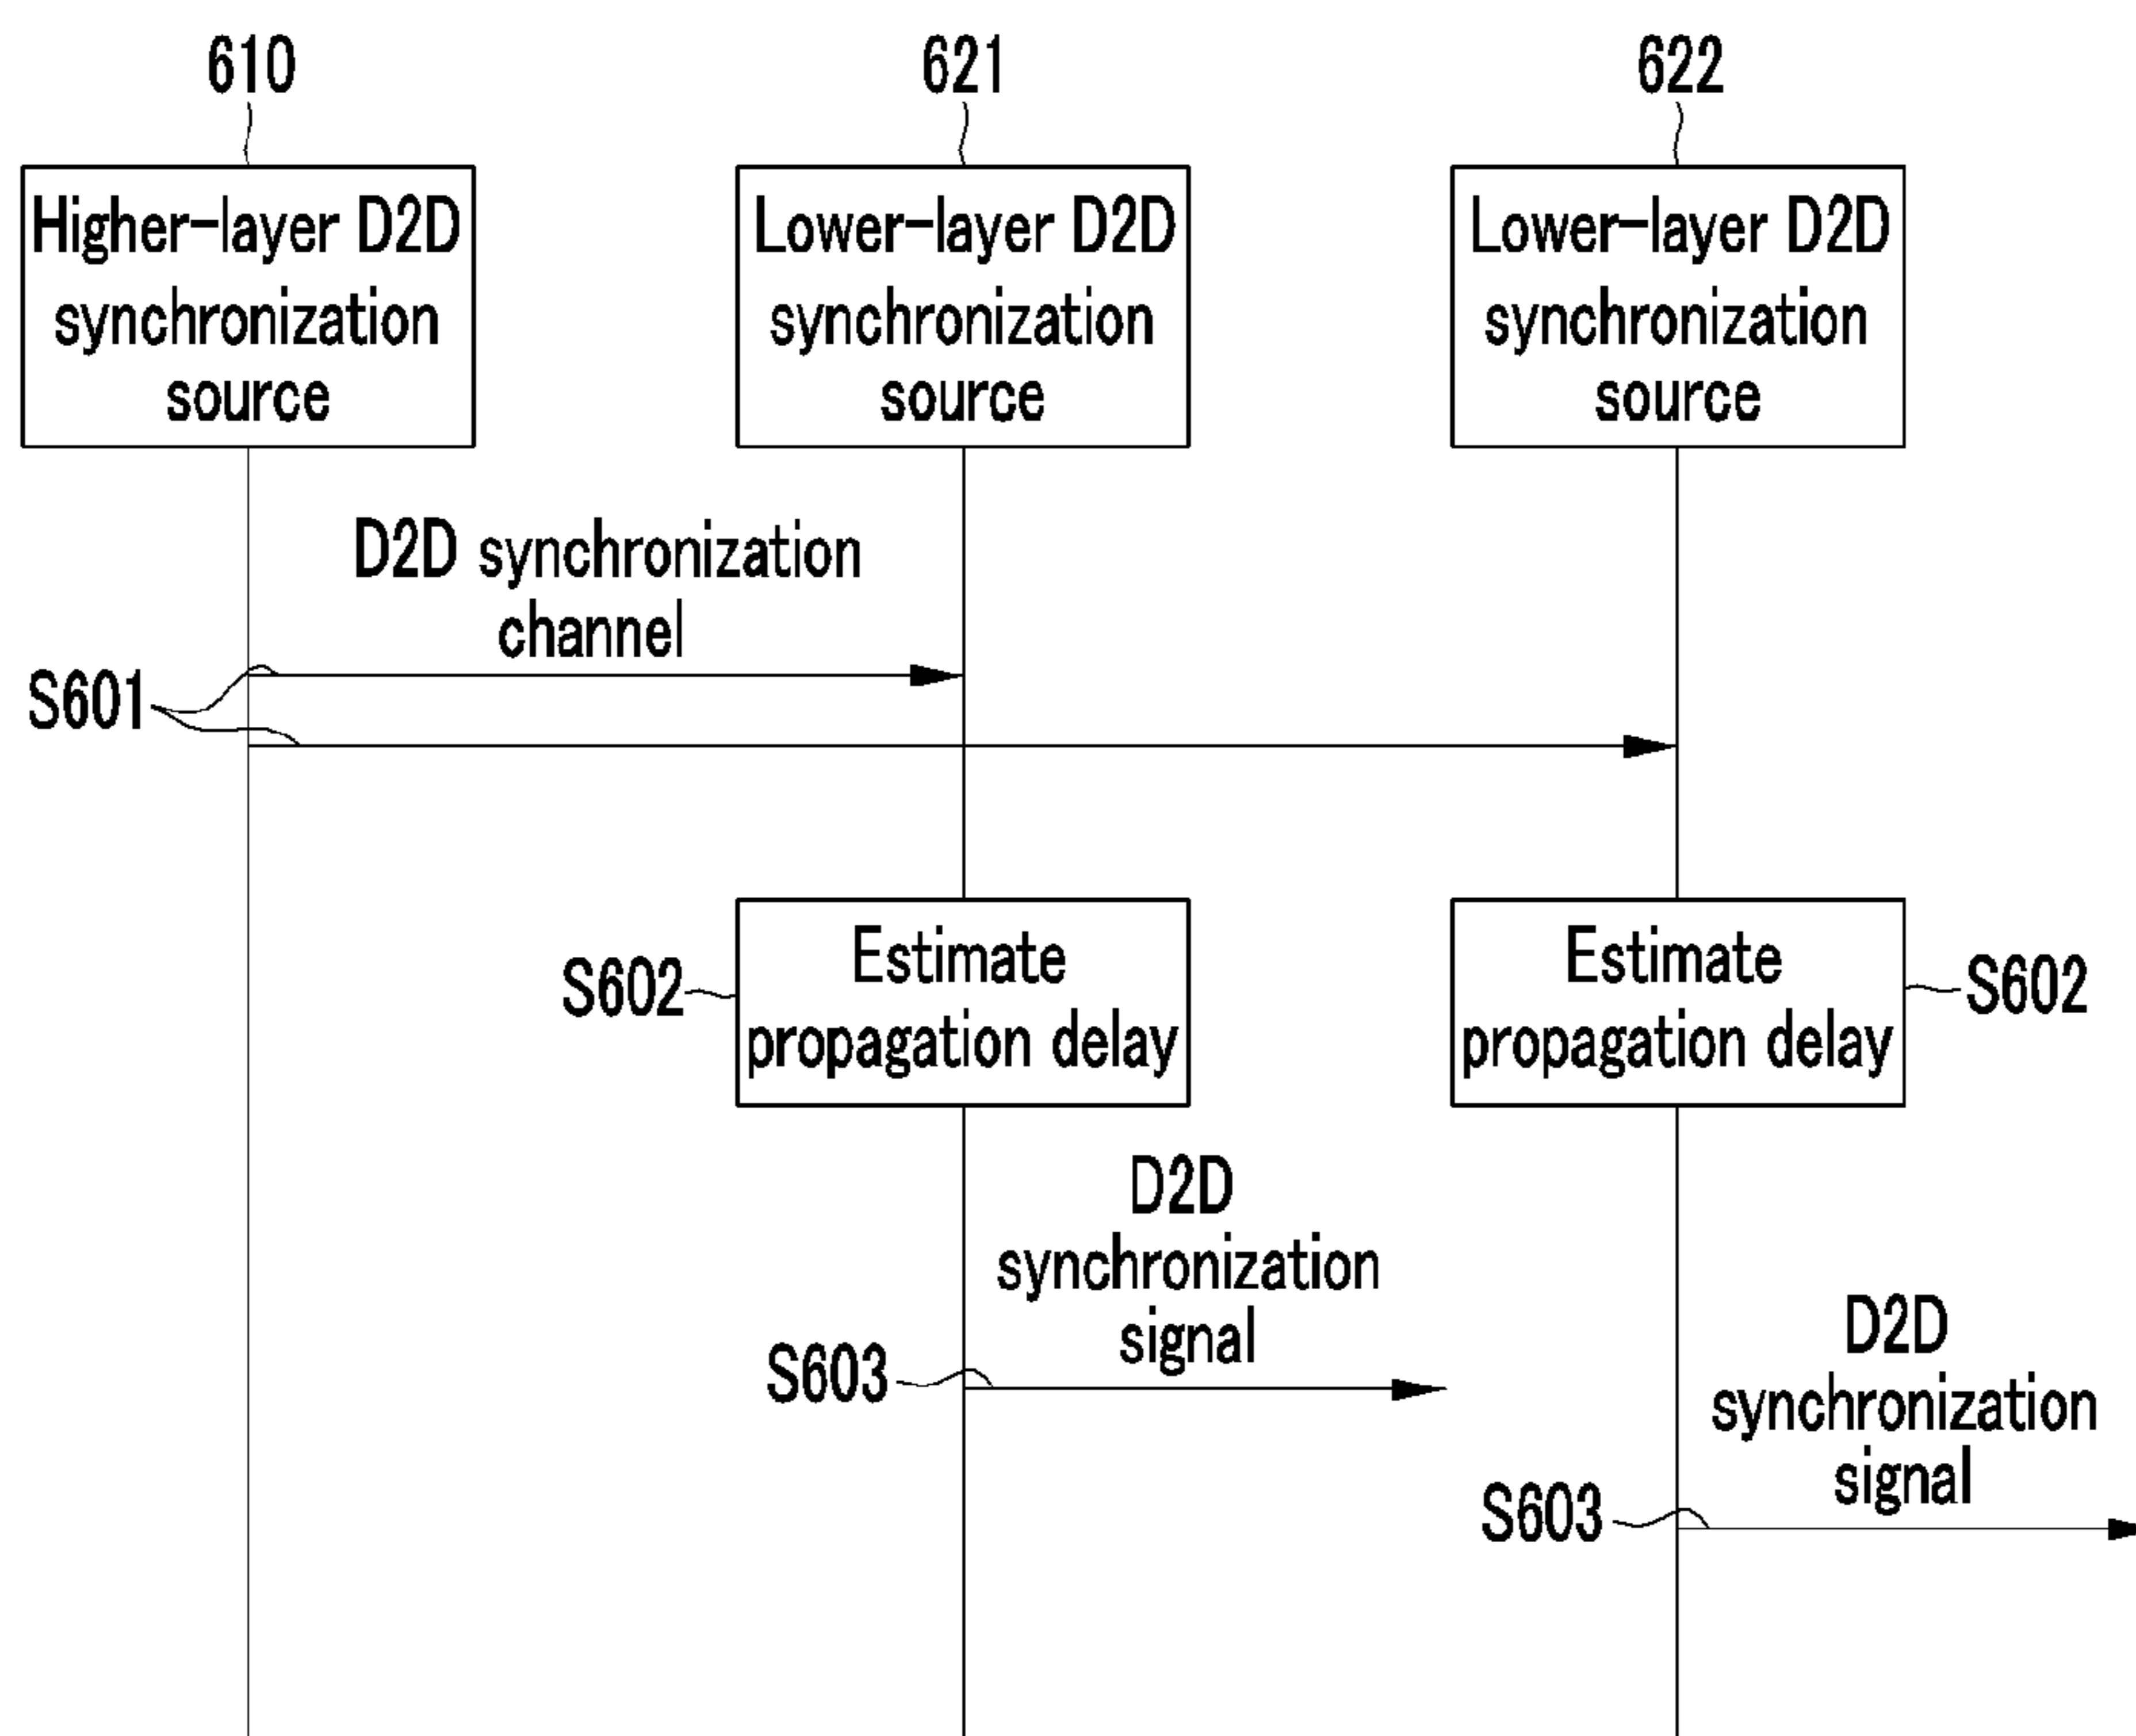 610
621
622
Higher-layer D2D
synchronization
source
Lower-layer D2D
synchronization
source
Lower-layer D2D
synchronization
source
D2D synchronization
channel
S601
Estimate
propagation delay
S602
Estimate
propagation delay
S602
D2D
synchronization
signal
S603
D2D
synchronization
signal
S603